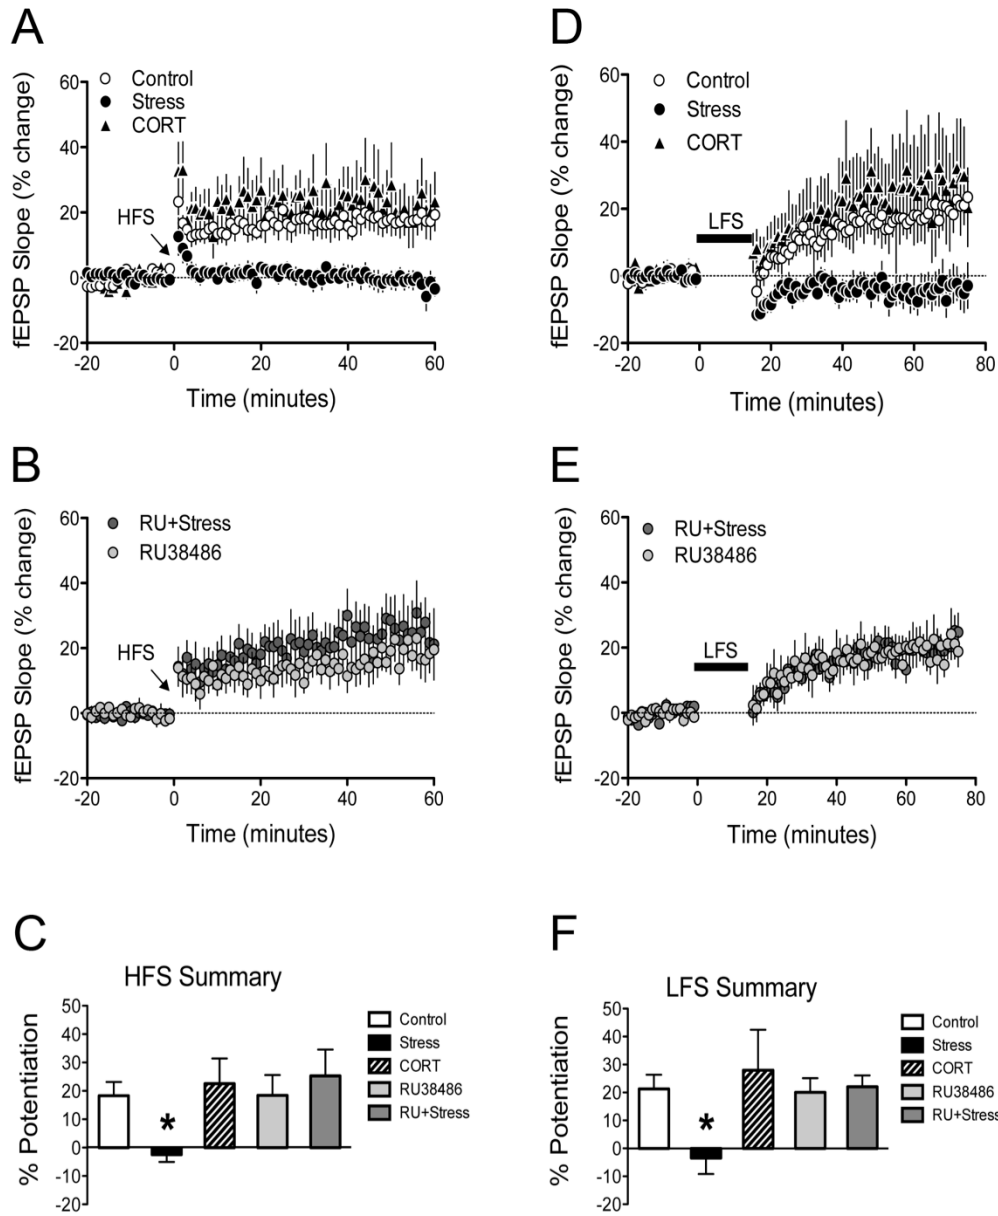 A
fEPSP Slope (% change)
60
40
20
0
-20
Control
Stress
CORT
HFS
-20 0 20 40 60
Time (minutes)
D
fEPSP Slope (% change)
60
40
20
0
-20
Control
Stress
CORT
LFS
-20 0 20 40 60 80
Time (minutes)
B
fEPSP Slope (% change)
60
40
20
0
-20
RU+Stress
RU38486
HFS
-20 0 20 40 60
Time (minutes)
E
fEPSP Slope (% change)
60
40
20
0
-20
RU+Stress
RU38486
LFS
-20 0 20 40 60 80
Time (minutes)
C
HFS Summary
% Potentiation
50
40
30
20
10
0
-10
-20
*
Control
Stress
CORT
RU38486
RU+Stress
F
LFS Summary
% Potentiation
50
40
30
20
10
0
-10
-20
*
Control
Stress
CORT
RU38486
RU+Stress